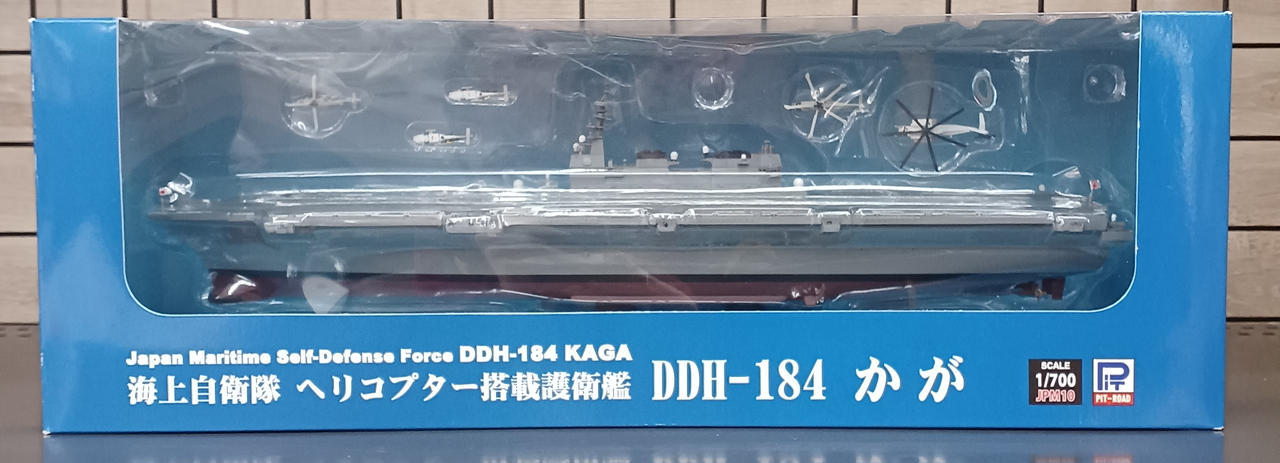 Japan Maritime Self-Defense Force DDH-184 KAGA
海上自衛隊 ヘリコプター搭載護衛艦 DDH-184 かが
SCALE
1/700
JPM10
PIT-ROAD